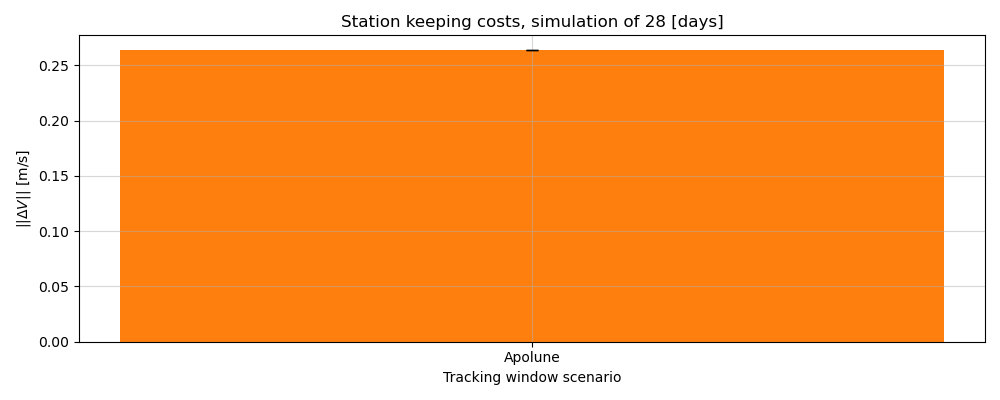 Station keeping costs, simulation of 28 [days]
||ΔV|| [m/s]
0.25
0.20
0.15
0.10
0.05
0.00
Apolune
Tracking window scenario